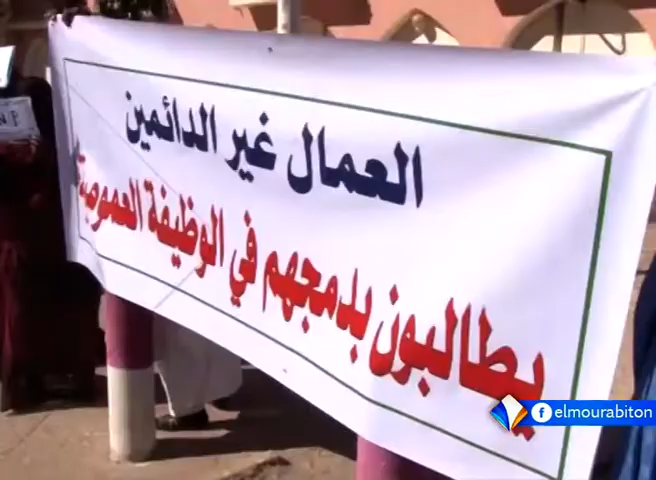 العمال غير الدائمين
يطالبون بدمجهم في الوظيفة العمومية
elmourabiton